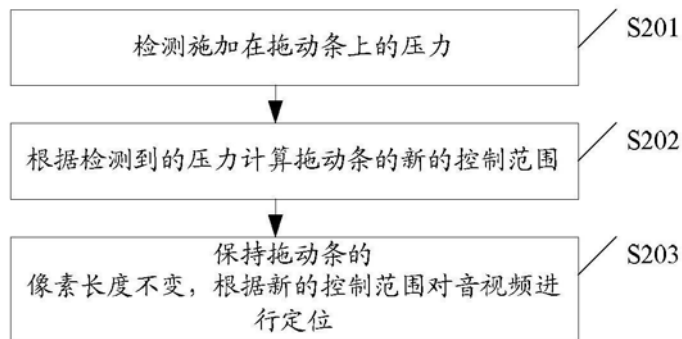 检测施加在拖动条上的压力
S201
根据检测到的压力计算拖动条的新的控制范围
S202
保持拖动条的
像素长度不变，根据新的控制范围对音视频进
行定位
S203